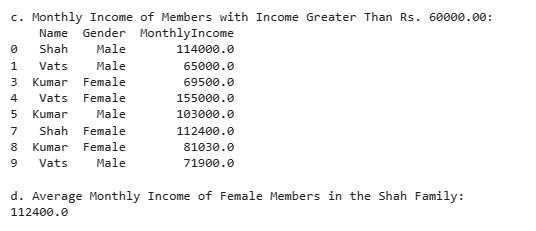 c. Monthly Income of Members with Income Greater Than Rs. 60000.00:
Name Gender MonthlyIncome
0 Shah Male 114000.0
1 Vats Male 65000.0
3 Kumar Female 69500.0
4 Vats Female 155000.0
5 Kumar Male 103000.0
7 Shah Female 112400.0
8 Kumar Female 81030.0
9 Vats Male 71900.0
d. Average Monthly Income of Female Members in the Shah Family:
112400.0